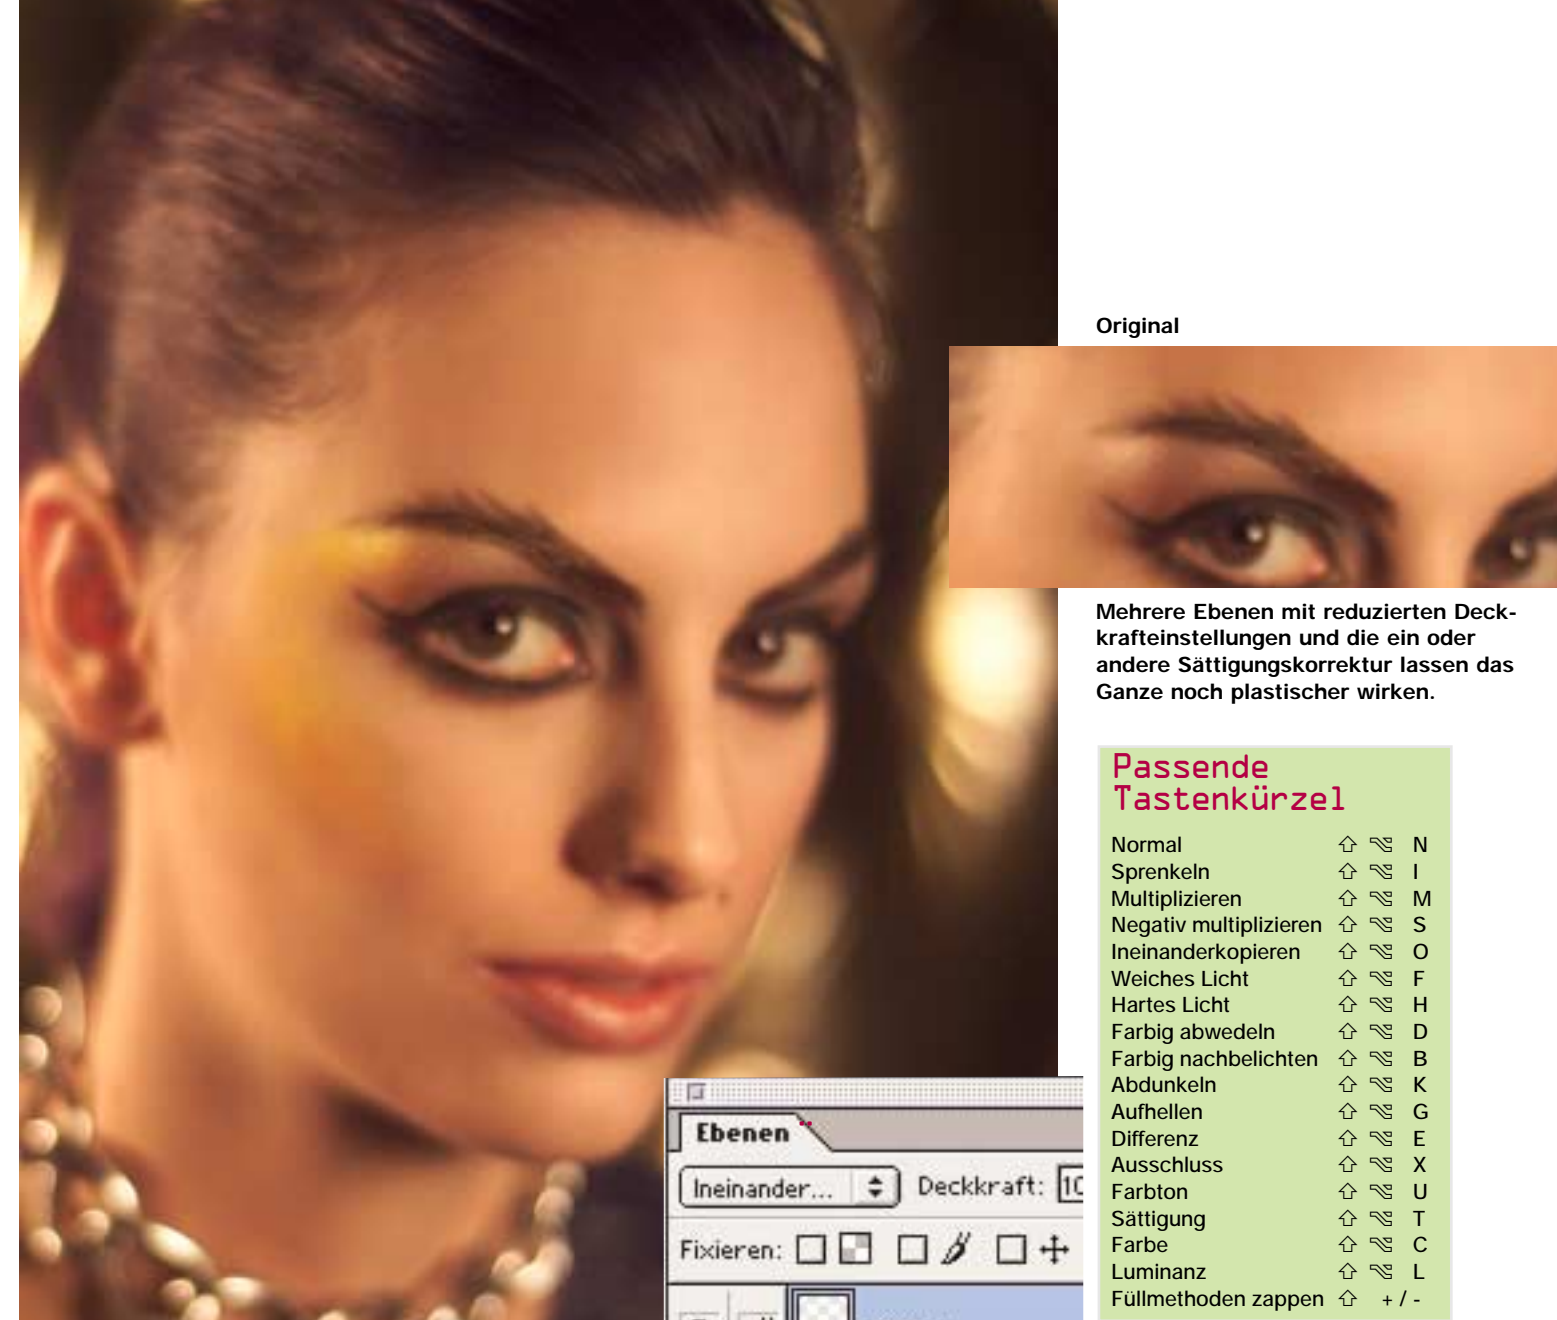 Original
Mehrere Ebenen mit reduzierten Deck-
krafteinstellungen und die ein oder
andere Sättigungskorrektur lassen das
Ganze noch plastischer wirken.
Passende
Tastenkürzel
Normal ⇧ ⌥ N
Sprenkeln ⇧ ⌥ I
Multiplizieren ⇧ ⌥ M
Negativ multiplizieren ⇧ ⌥ S
Ineinanderkopieren ⇧ ⌥ O
Weiches Licht ⇧ ⌥ F
Hartes Licht ⇧ ⌥ H
Farbig abwedeln ⇧ ⌥ D
Farbig nachbelichten ⇧ ⌥ B
Abdunkeln ⇧ ⌥ K
Aufhellen ⇧ ⌥ G
Differenz ⇧ ⌥ E
Ausschluss ⇧ ⌥ X
Farbton ⇧ ⌥ U
Sättigung ⇧ ⌥ T
Farbe ⇧ ⌥ C
Luminanz ⇧ ⌥ L
Füllmethoden zappen ⇧ + / -
Ebenen
Ineinander... Deckkraft: 10
Fixieren: